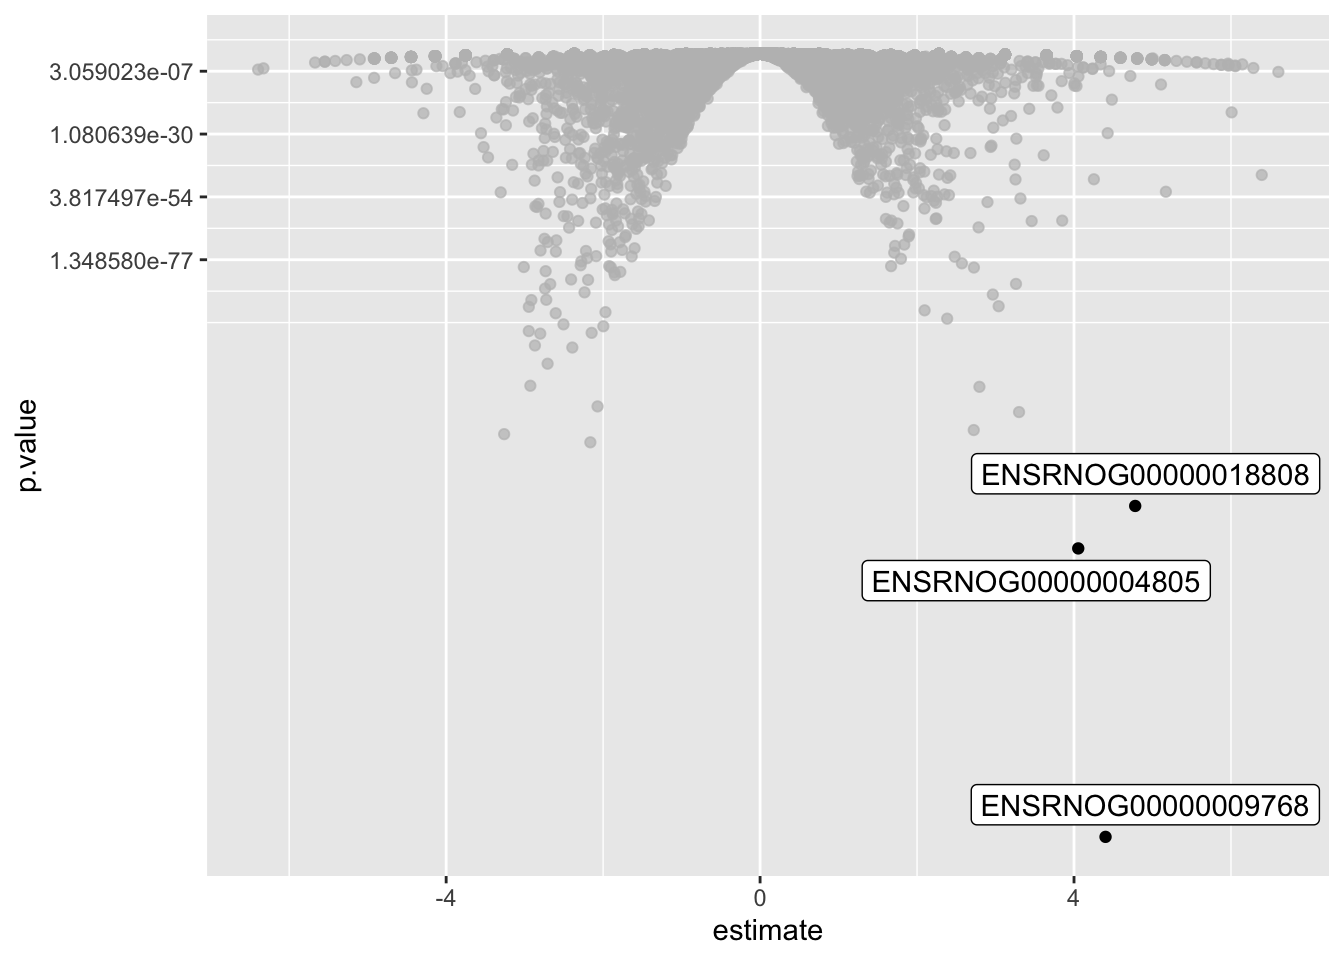 3.059023e-07
1.080639e-30
3.817497e-54
1.348580e-77
p.value
ENSRNOG00000018808
ENSRNOG00000004805
ENSRNOG00000009768
-4
0
4
estimate